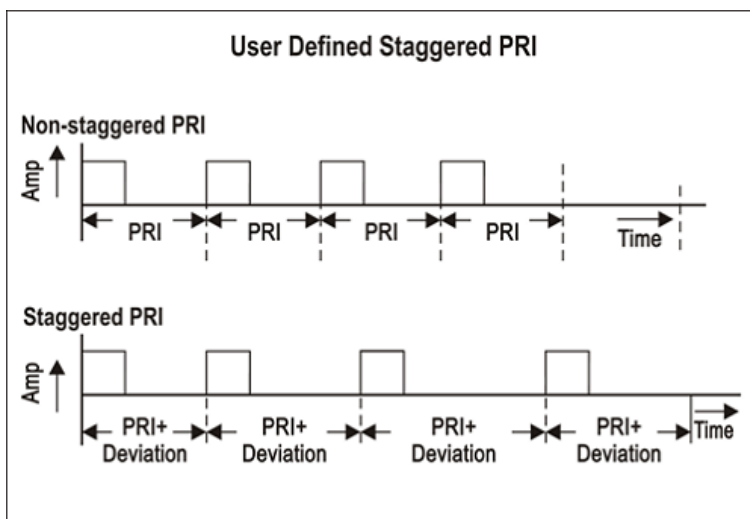 User Defined Staggered PRI
Non-staggered PRI
Amp
PRI PRI PRI PRI Time
Staggered PRI
Amp
PRI+ PRI+ PRI+ PRI+ Time
Deviation Deviation Deviation Deviation